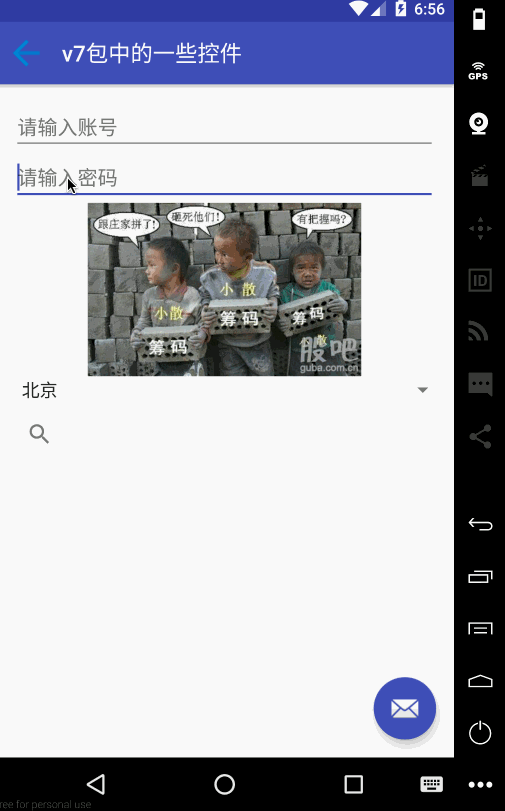 6:56
GPS
v7包中的一些控件
请输入账号
请输入密码
跟庄家拼了!
砸死他们!
有把握吗?
小散
小散
筹码
筹码
筹码
小散
股吧
guba.com.cn
北京
ID
free for personal use